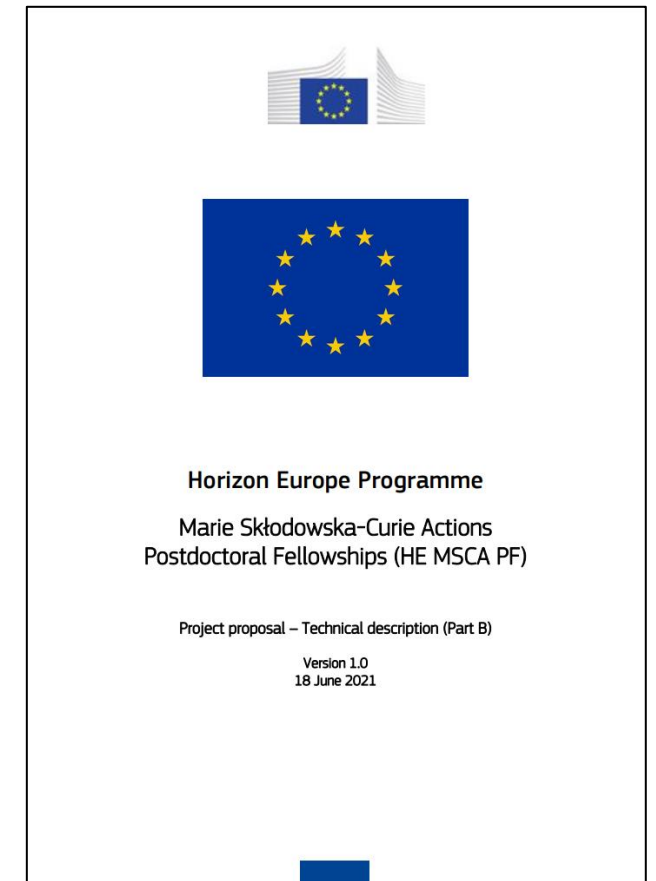 Horizon Europe Programme
Marie Skłodowska-Curie Actions
Postdoctoral Fellowships (HE MSCA PF)
Project proposal – Technical description (Part B)
Version 1.0
18 June 2021